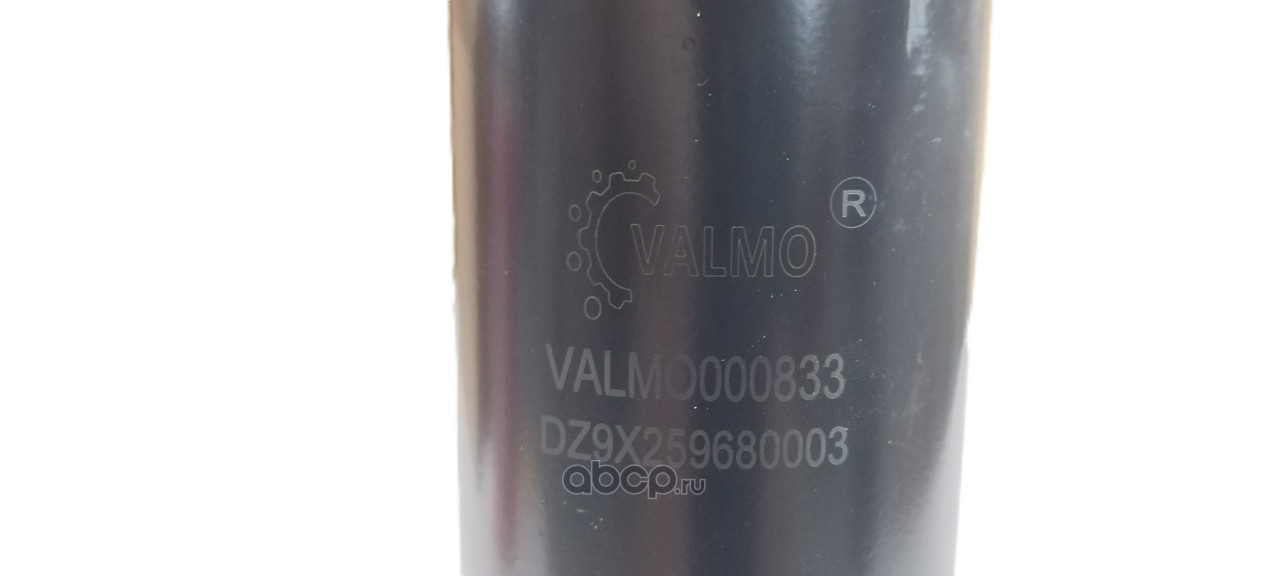 VALMO ®
VALMO000833
DZ9X259680003
abcp.ru